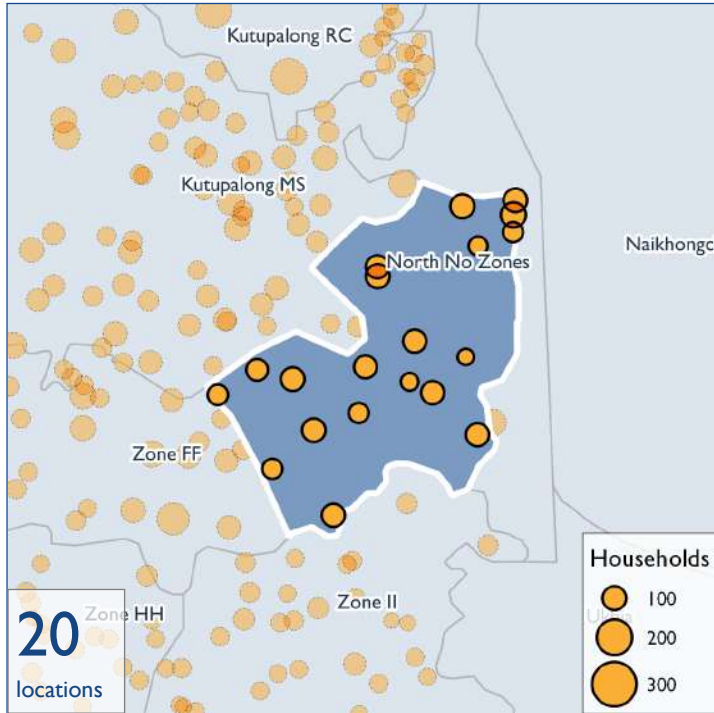 Kutupalong RC
Kutupalong MS
Naikhongc
North No Zones
Zone FF
Households
100
200
300
Zone HH
Zone II
20
locations